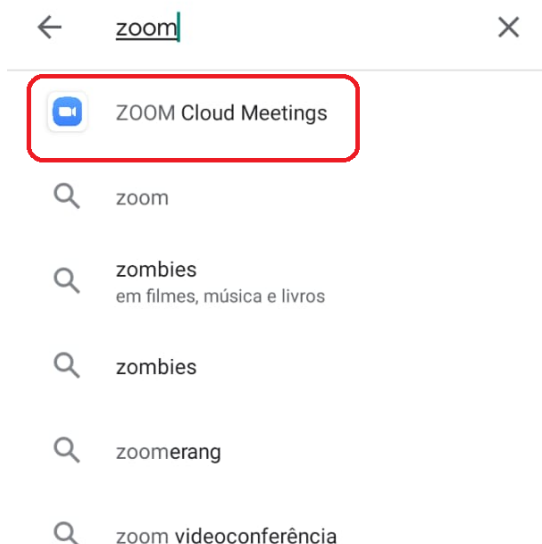 zoom
ZOOM Cloud Meetings
zoom
zombies
em filmes, música e livros
zombies
zoomerang
zoom videoconferência